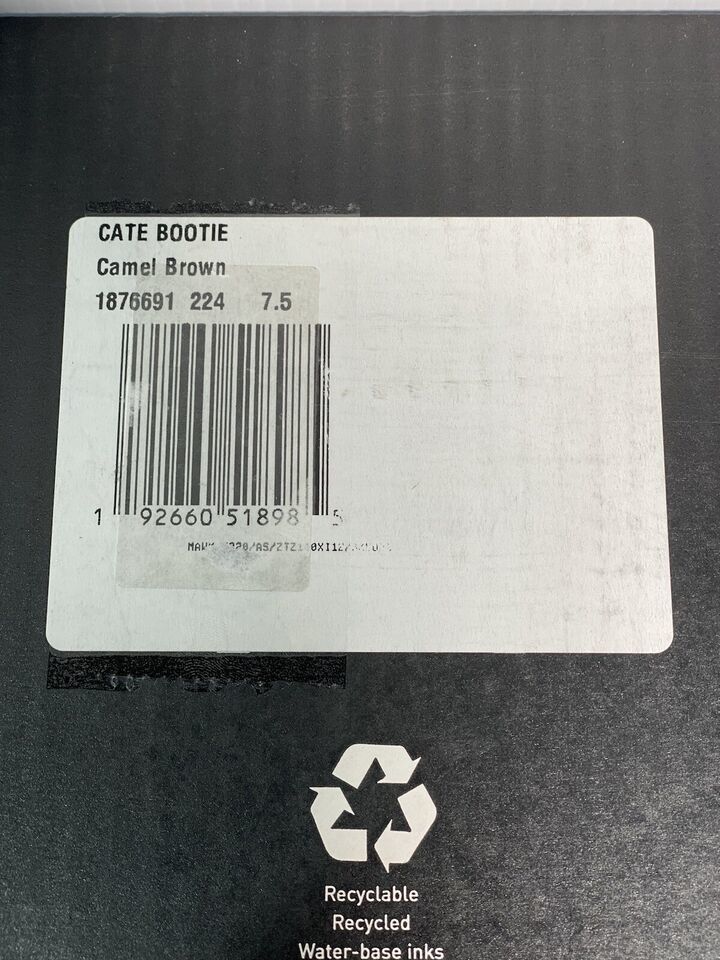 CATE BOOTIE
Camel Brown
1876691 224 7.5
1 92660 51898 5
Recyclable
Recycled
Water-base inks